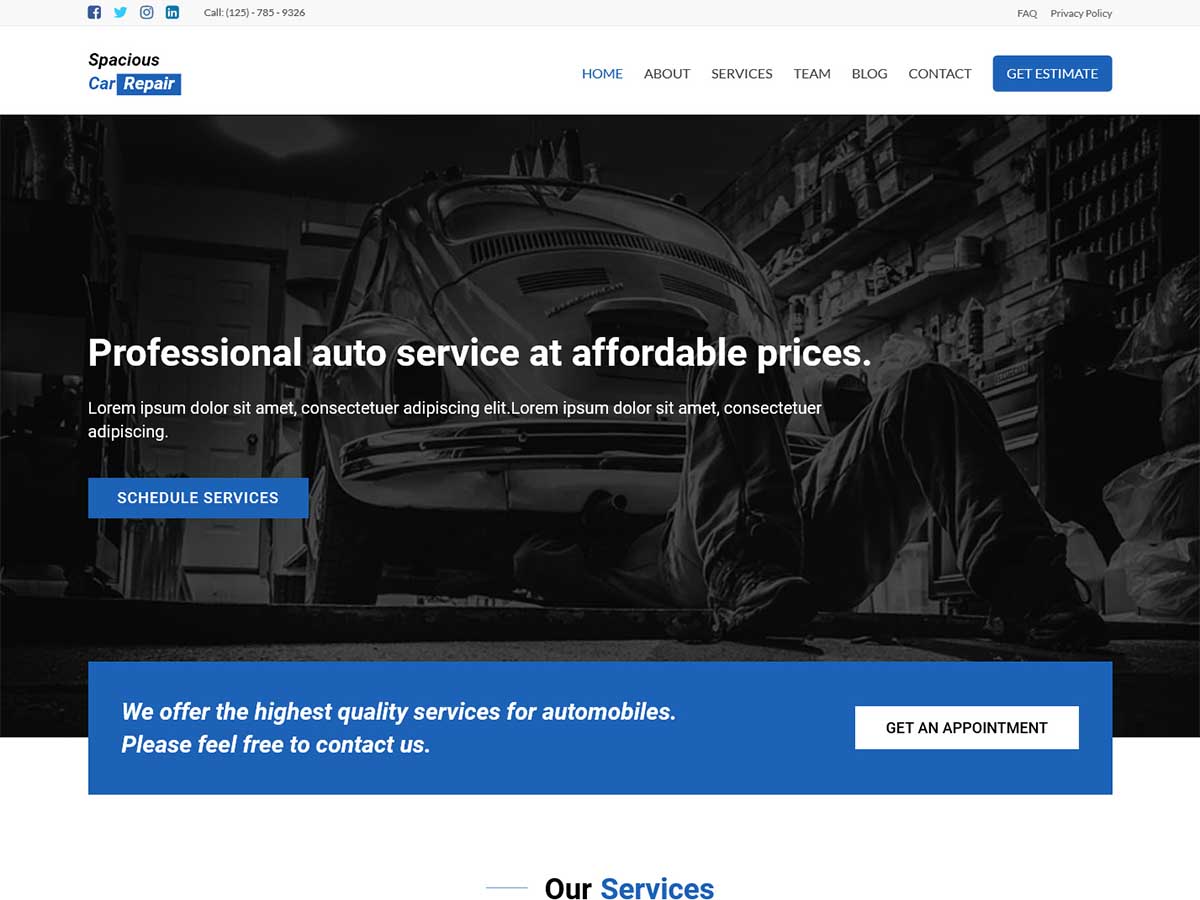 Call: (125) - 785 - 9326
FAQ Privacy Policy
Spacious
Car Repair
HOME ABOUT SERVICES TEAM BLOG CONTACT GET ESTIMATE
Professional auto service at affordable prices.
Lorem ipsum dolor sit amet, consectetuer adipiscing elit.Lorem ipsum dolor sit amet, consectetuer
adipiscing.
SCHEDULE SERVICES
We offer the highest quality services for automobiles.
Please feel free to contact us.
GET AN APPOINTMENT
Our Services